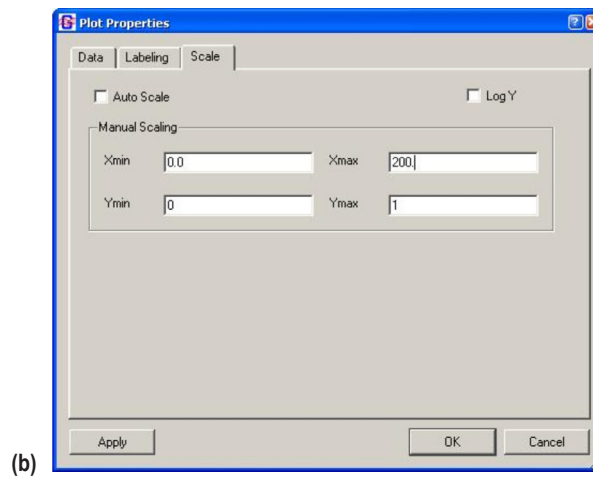 Plot Properties
Data Labeling Scale
Auto Scale Log Y
Manual Scaling
Xmin 0.0 Xmax 200.
Ymin 0 Ymax 1
Apply OK Cancel
(b)